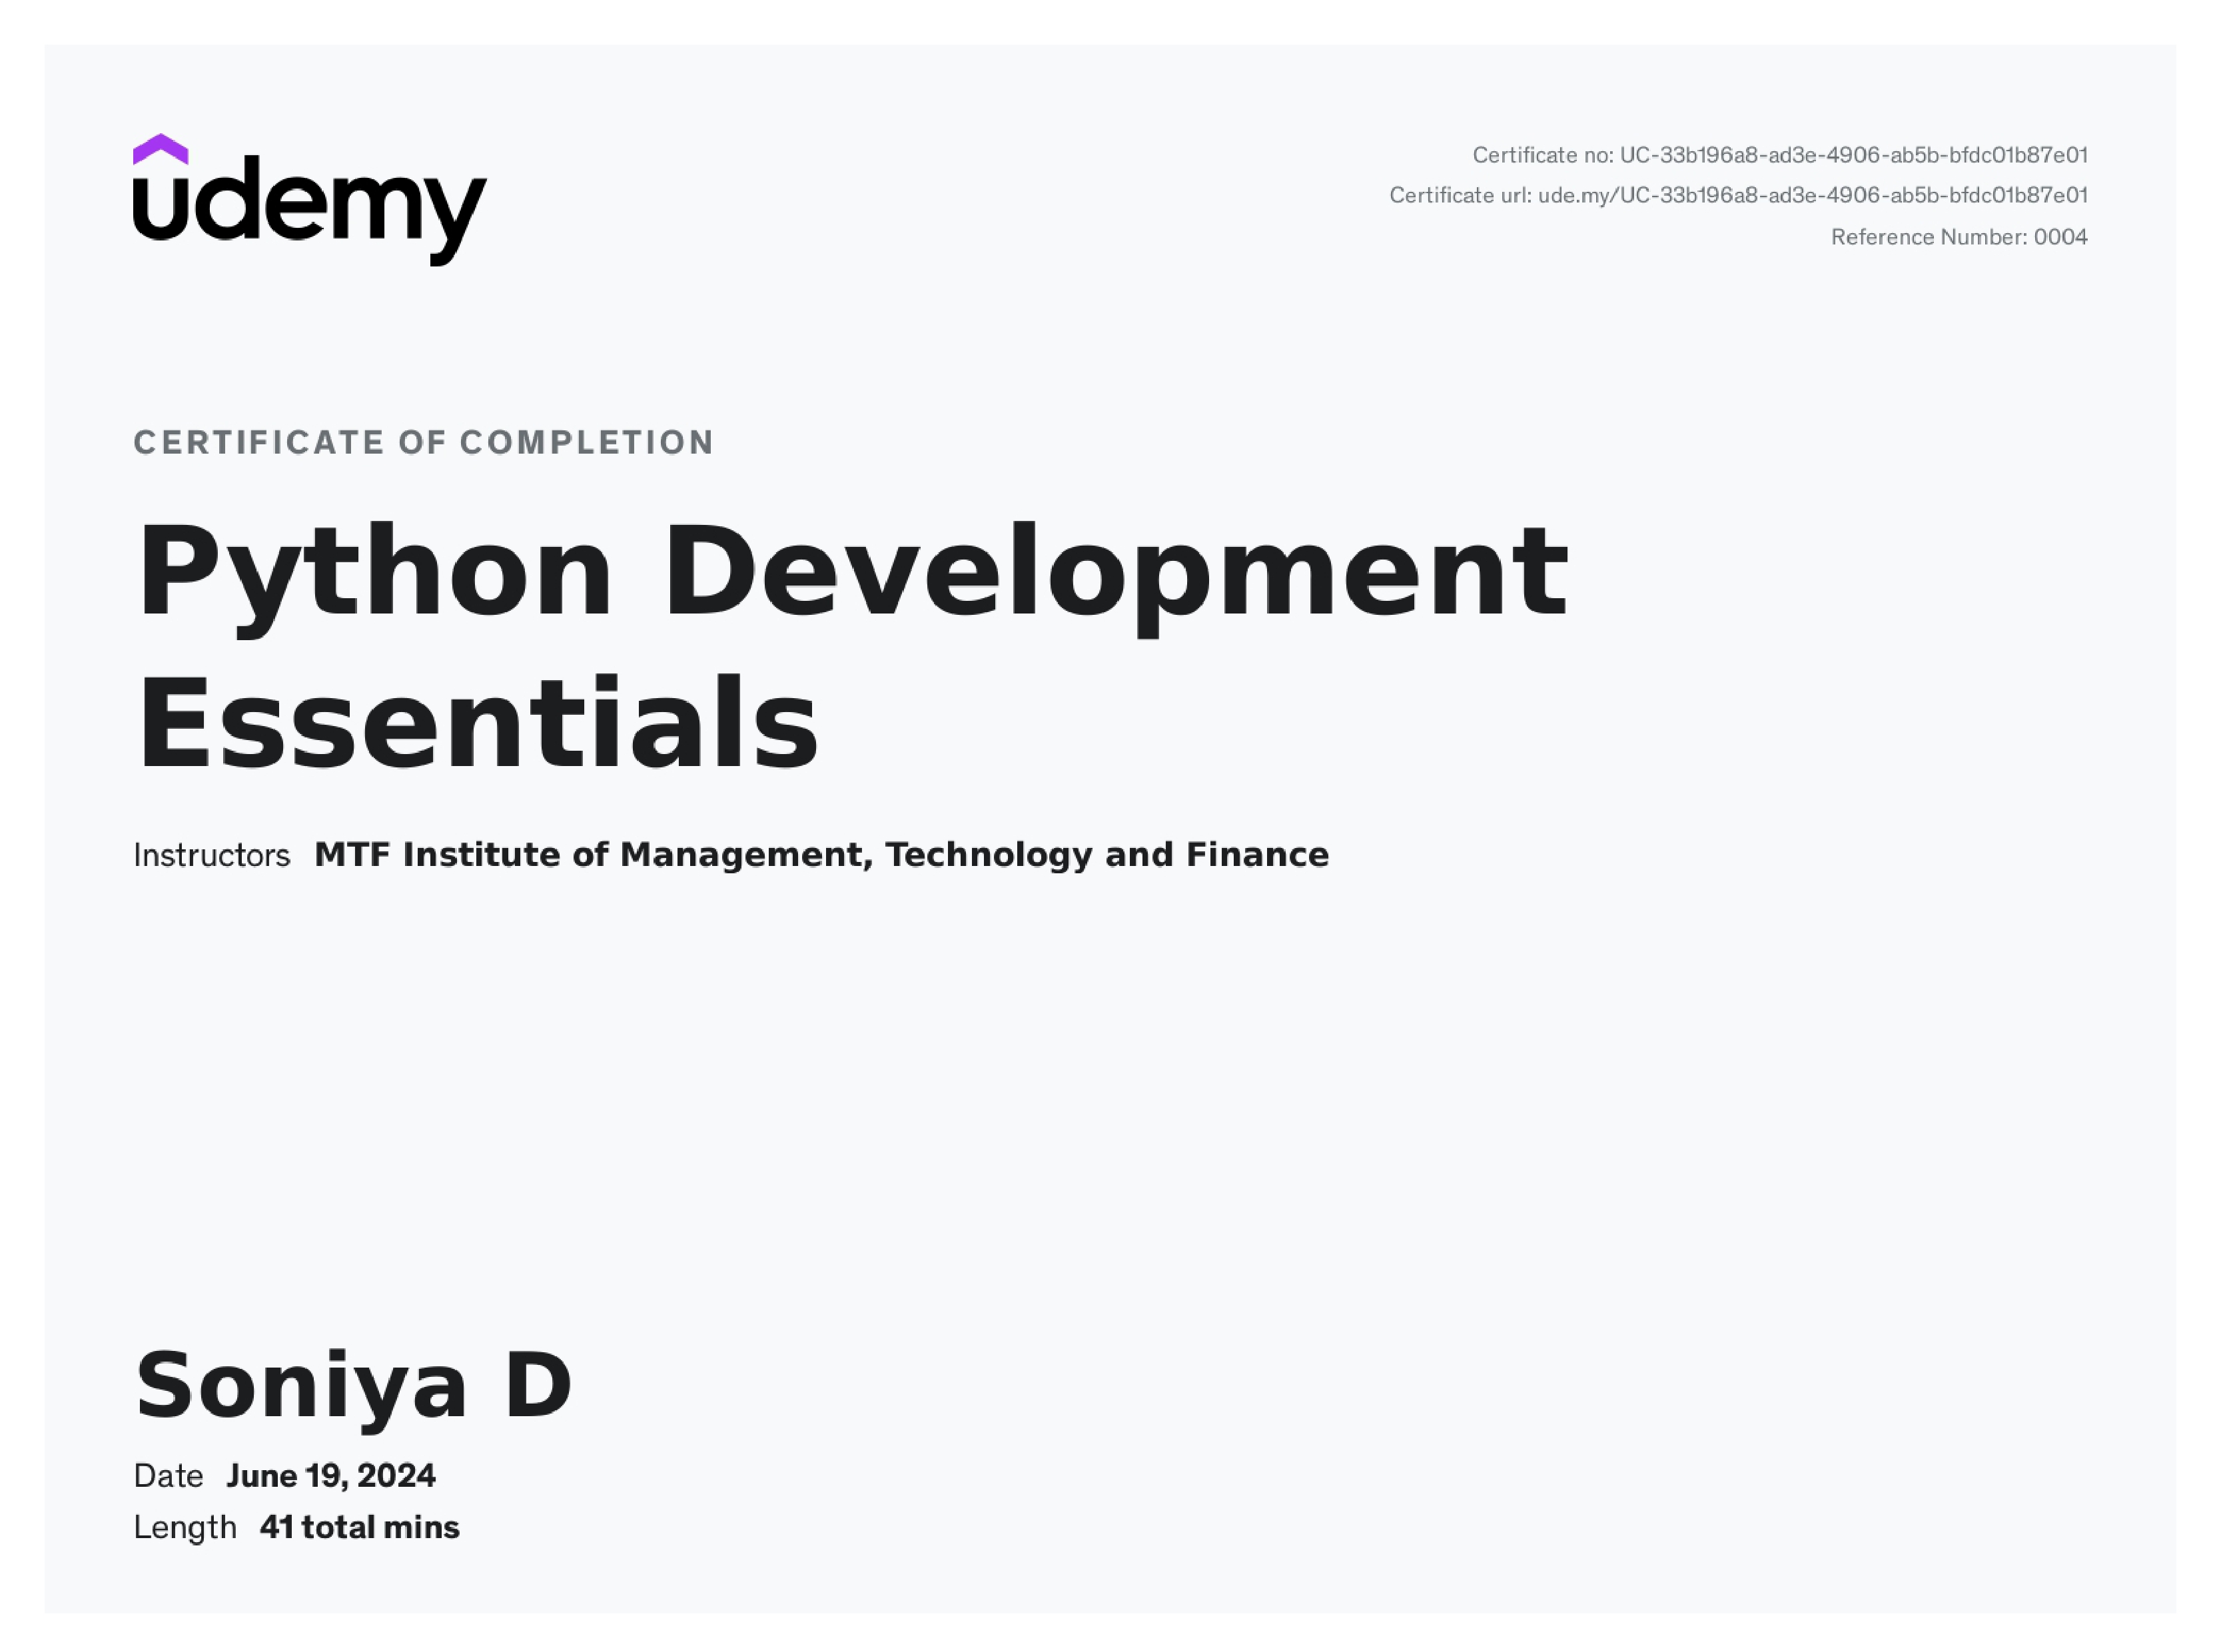 udemy
Certificate no: UC-33b196a8-ad3e-4906-ab5b-bfdc01b87e01
Certificate url: ude.my/UC-33b196a8-ad3e-4906-ab5b-bfdc01b87e01
Reference Number: 0004
CERTIFICATE OF COMPLETION
Python Development
Essentials
Instructors MTF Institute of Management, Technology and Finance
Soniya D
Date June 19, 2024
Length 41 total mins